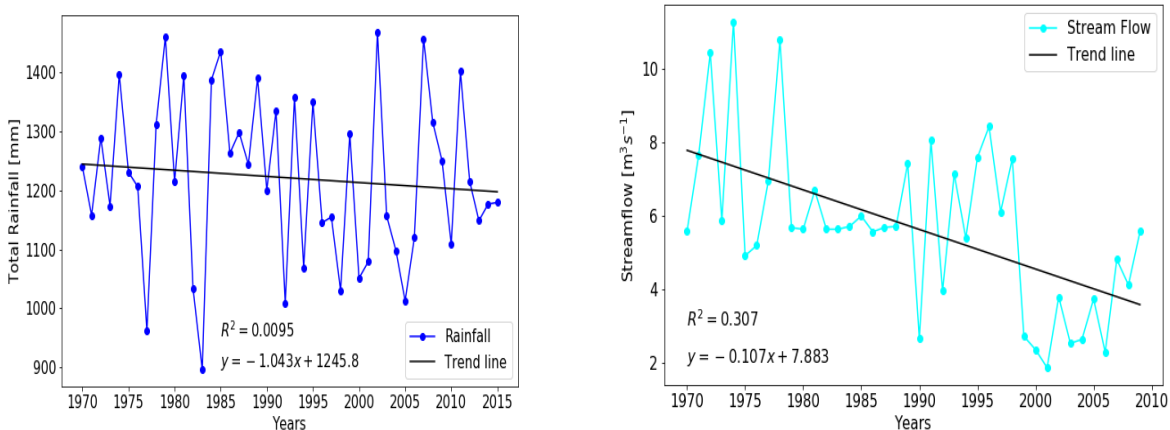 Total Rainfall [mm]
1400
1300
1200
1100
1000
900
R² = 0.0095
y = −1.043x + 1245.8
Rainfall
Trend line
1970 1975 1980 1985 1990 1995 2000 2005 2010 2015
Years
Streamflow [m³ s⁻¹]
10
8
6
4
2
Stream Flow
Trend line
R² = 0.307
y = −0.107x + 7.883
1970 1975 1980 1985 1990 1995 2000 2005 2010
Years